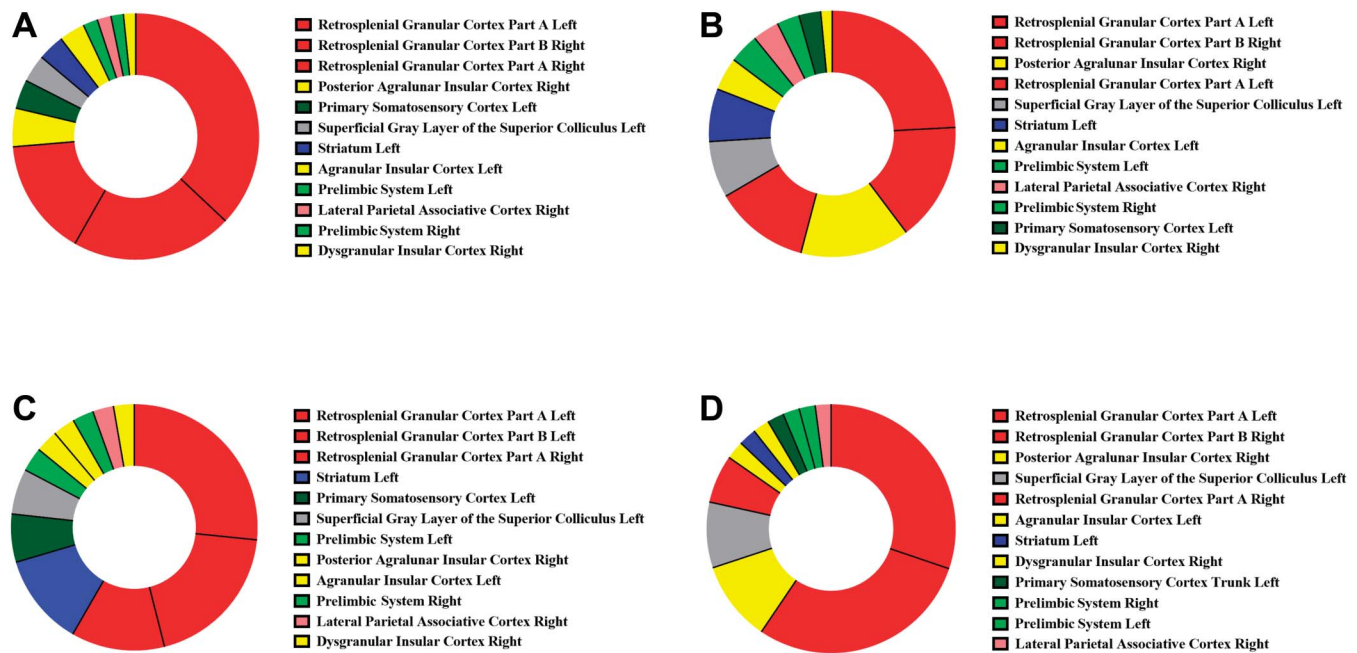 A
Retrosplenial Granular Cortex Part A Left
Retrosplenial Granular Cortex Part B Right
Retrosplenial Granular Cortex Part A Right
Posterior Agralunar Insular Cortex Right
Primary Somatosensory Cortex Left
Superficial Gray Layer of the Superior Colliculus Left
Striatum Left
Agranular Insular Cortex Left
Prelimbic System Left
Lateral Parietal Associative Cortex Right
Prelimbic System Right
Dysgranular Insular Cortex Right
B
Retrosplenial Granular Cortex Part A Left
Retrosplenial Granular Cortex Part B Right
Posterior Agralunar Insular Cortex Right
Retrosplenial Granular Cortex Part A Left
Superficial Gray Layer of the Superior Colliculus Left
Striatum Left
Agranular Insular Cortex Left
Prelimbic System Left
Lateral Parietal Associative Cortex Right
Prelimbic System Right
Primary Somatosensory Cortex Left
Dysgranular Insular Cortex Right
C
Retrosplenial Granular Cortex Part A Left
Retrosplenial Granular Cortex Part B Left
Retrosplenial Granular Cortex Part A Right
Striatum Left
Primary Somatosensory Cortex Left
Superficial Gray Layer of the Superior Colliculus Left
Prelimbic System Left
Posterior Agralunar Insular Cortex Right
Agranular Insular Cortex Left
Prelimbic System Right
Lateral Parietal Associative Cortex Right
Dysgranular Insular Cortex Right
D
Retrosplenial Granular Cortex Part A Left
Retrosplenial Granular Cortex Part B Right
Posterior Agralunar Insular Cortex Right
Superficial Gray Layer of the Superior Colliculus Left
Retrosplenial Granular Cortex Part A Right
Agranular Insular Cortex Left
Striatum Left
Dysgranular Insular Cortex Right
Primary Somatosensory Cortex Trunk Left
Prelimbic System Right
Prelimbic System Left
Lateral Parietal Associative Cortex Right